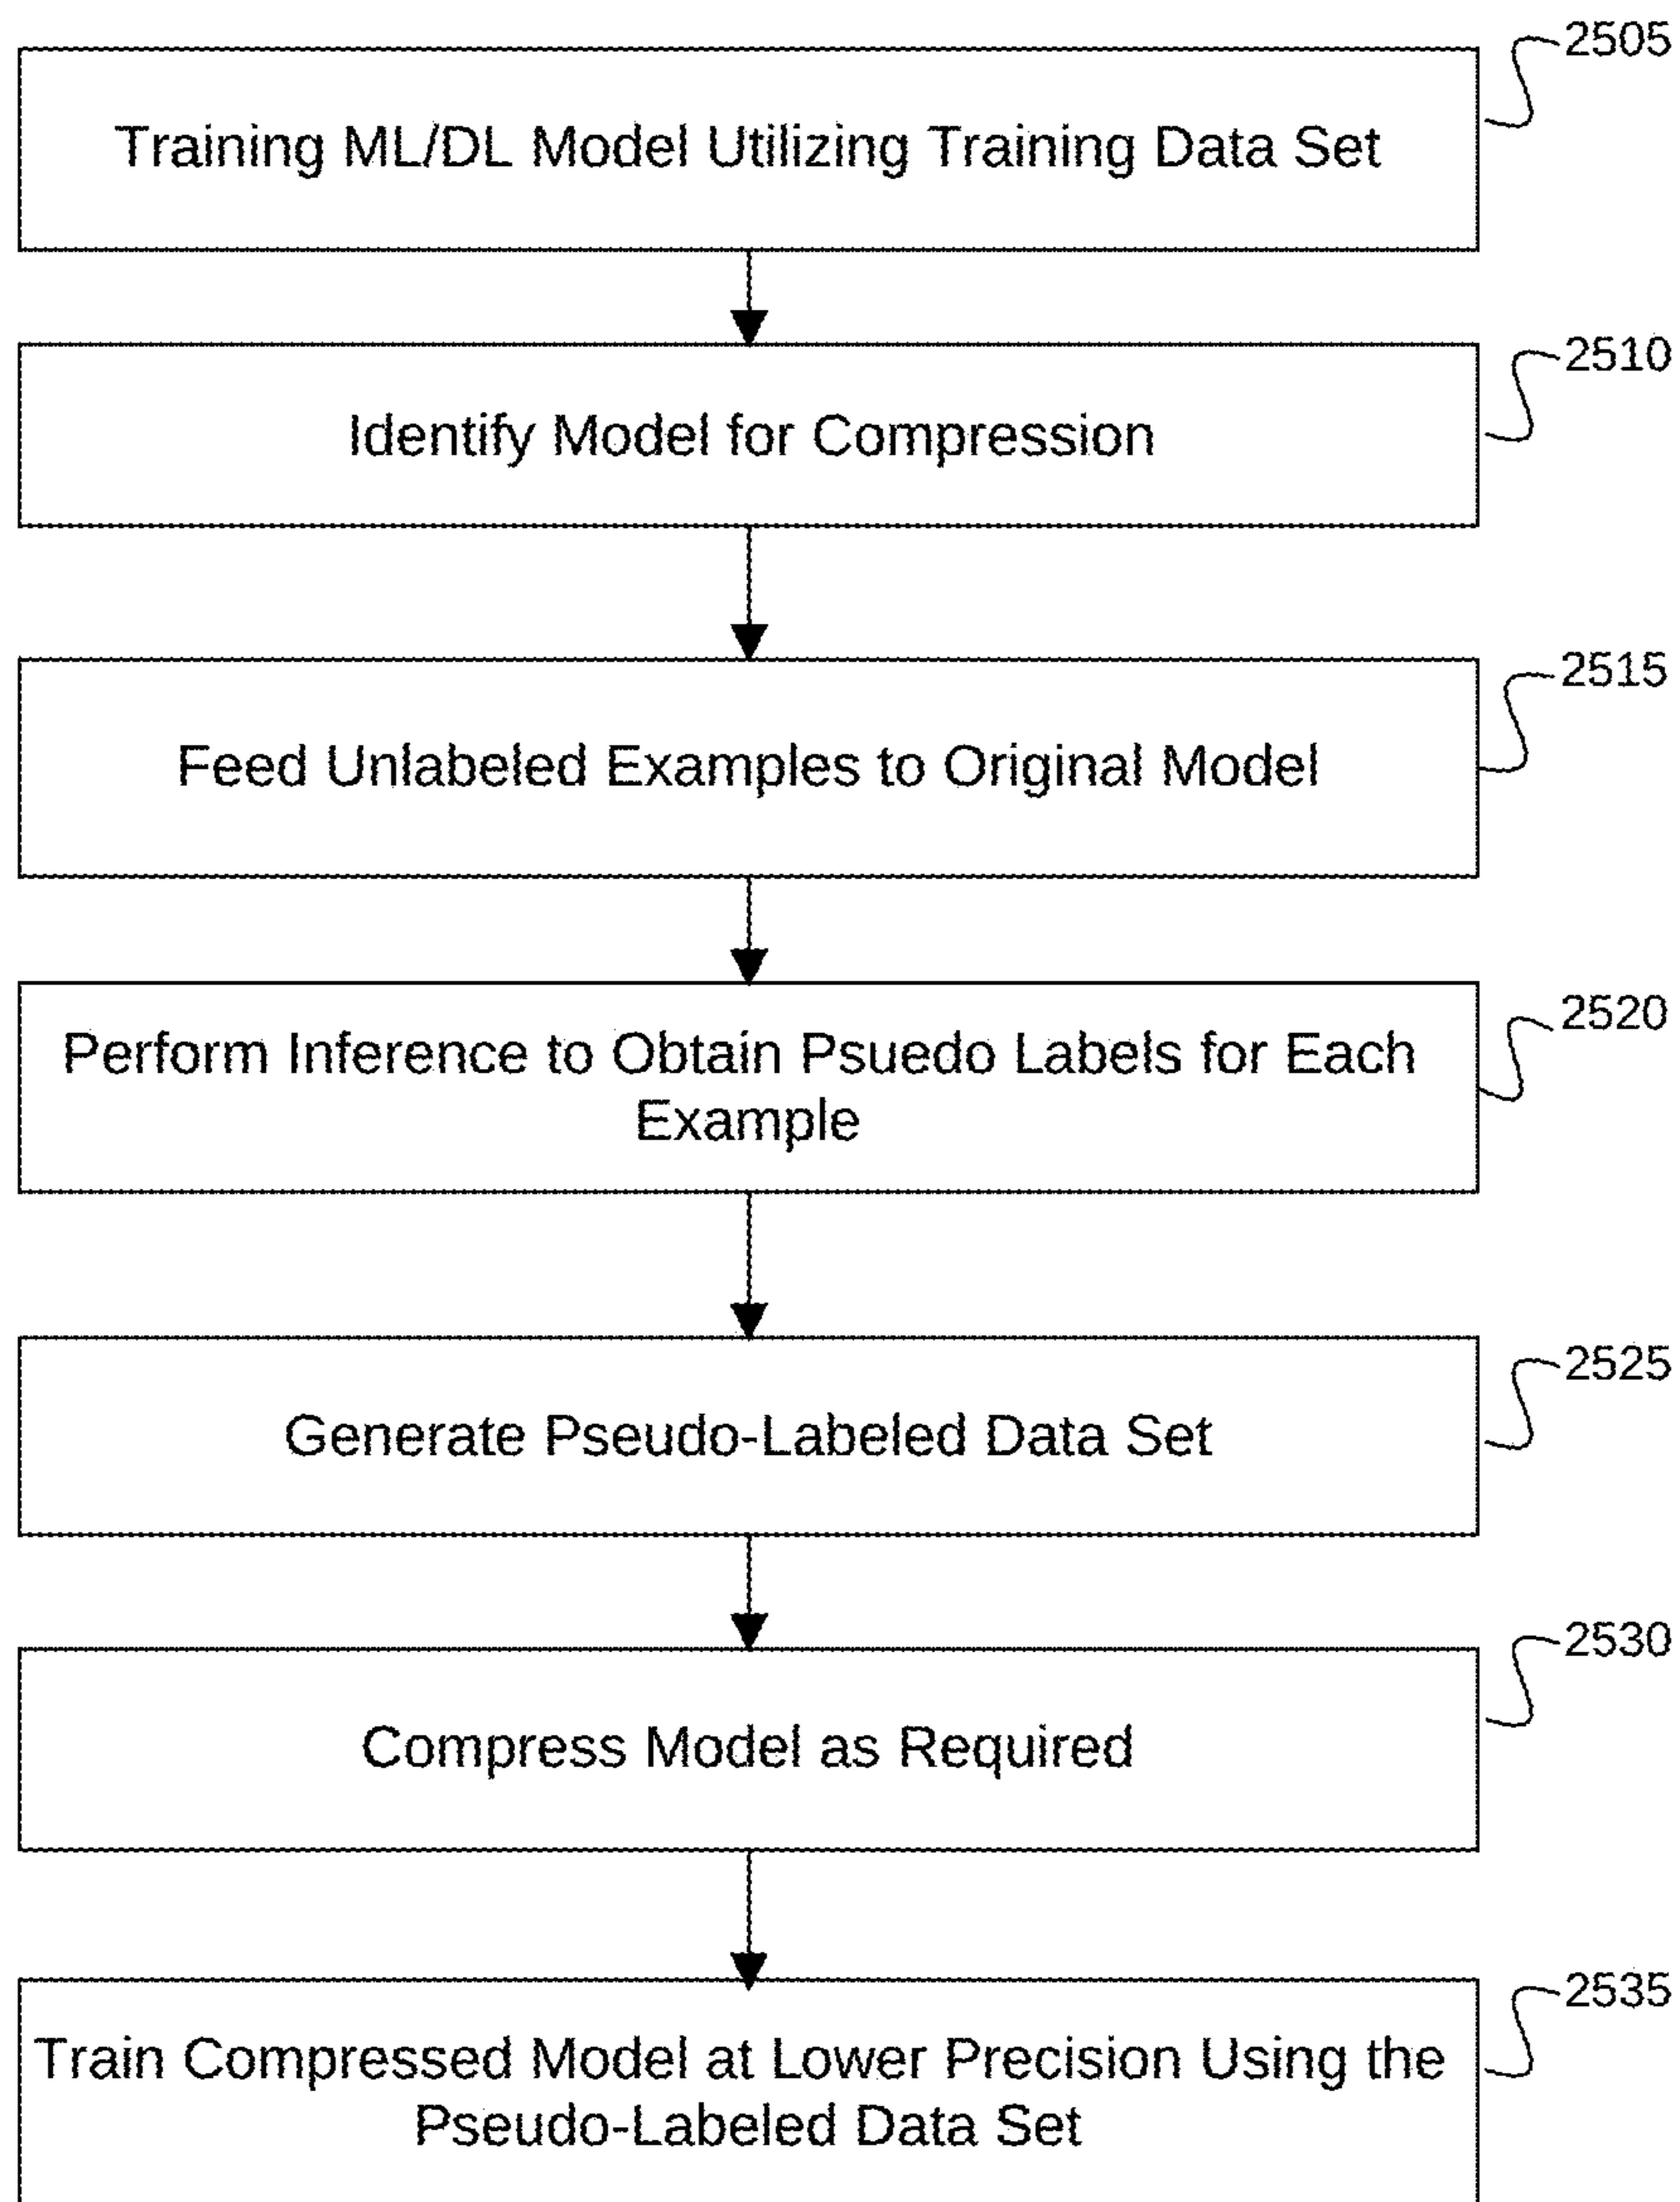 2505
Training ML/DL Model Utilizing Training Data Set
2510
Identify Model for Compression
2515
Feed Unlabeled Examples to Original Model
2520
Perform Inference to Obtain Psuedo Labels for Each
Example
2525
Generate Pseudo-Labeled Data Set
2530
Compress Model as Required
2535
Train Compressed Model at Lower Precision Using the
Pseudo-Labeled Data Set